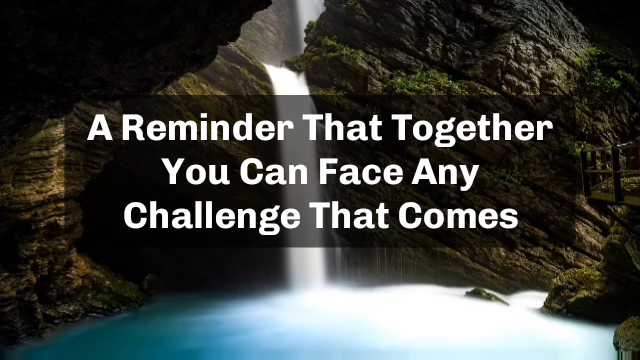 A Reminder That Together
You Can Face Any
Challenge That Comes